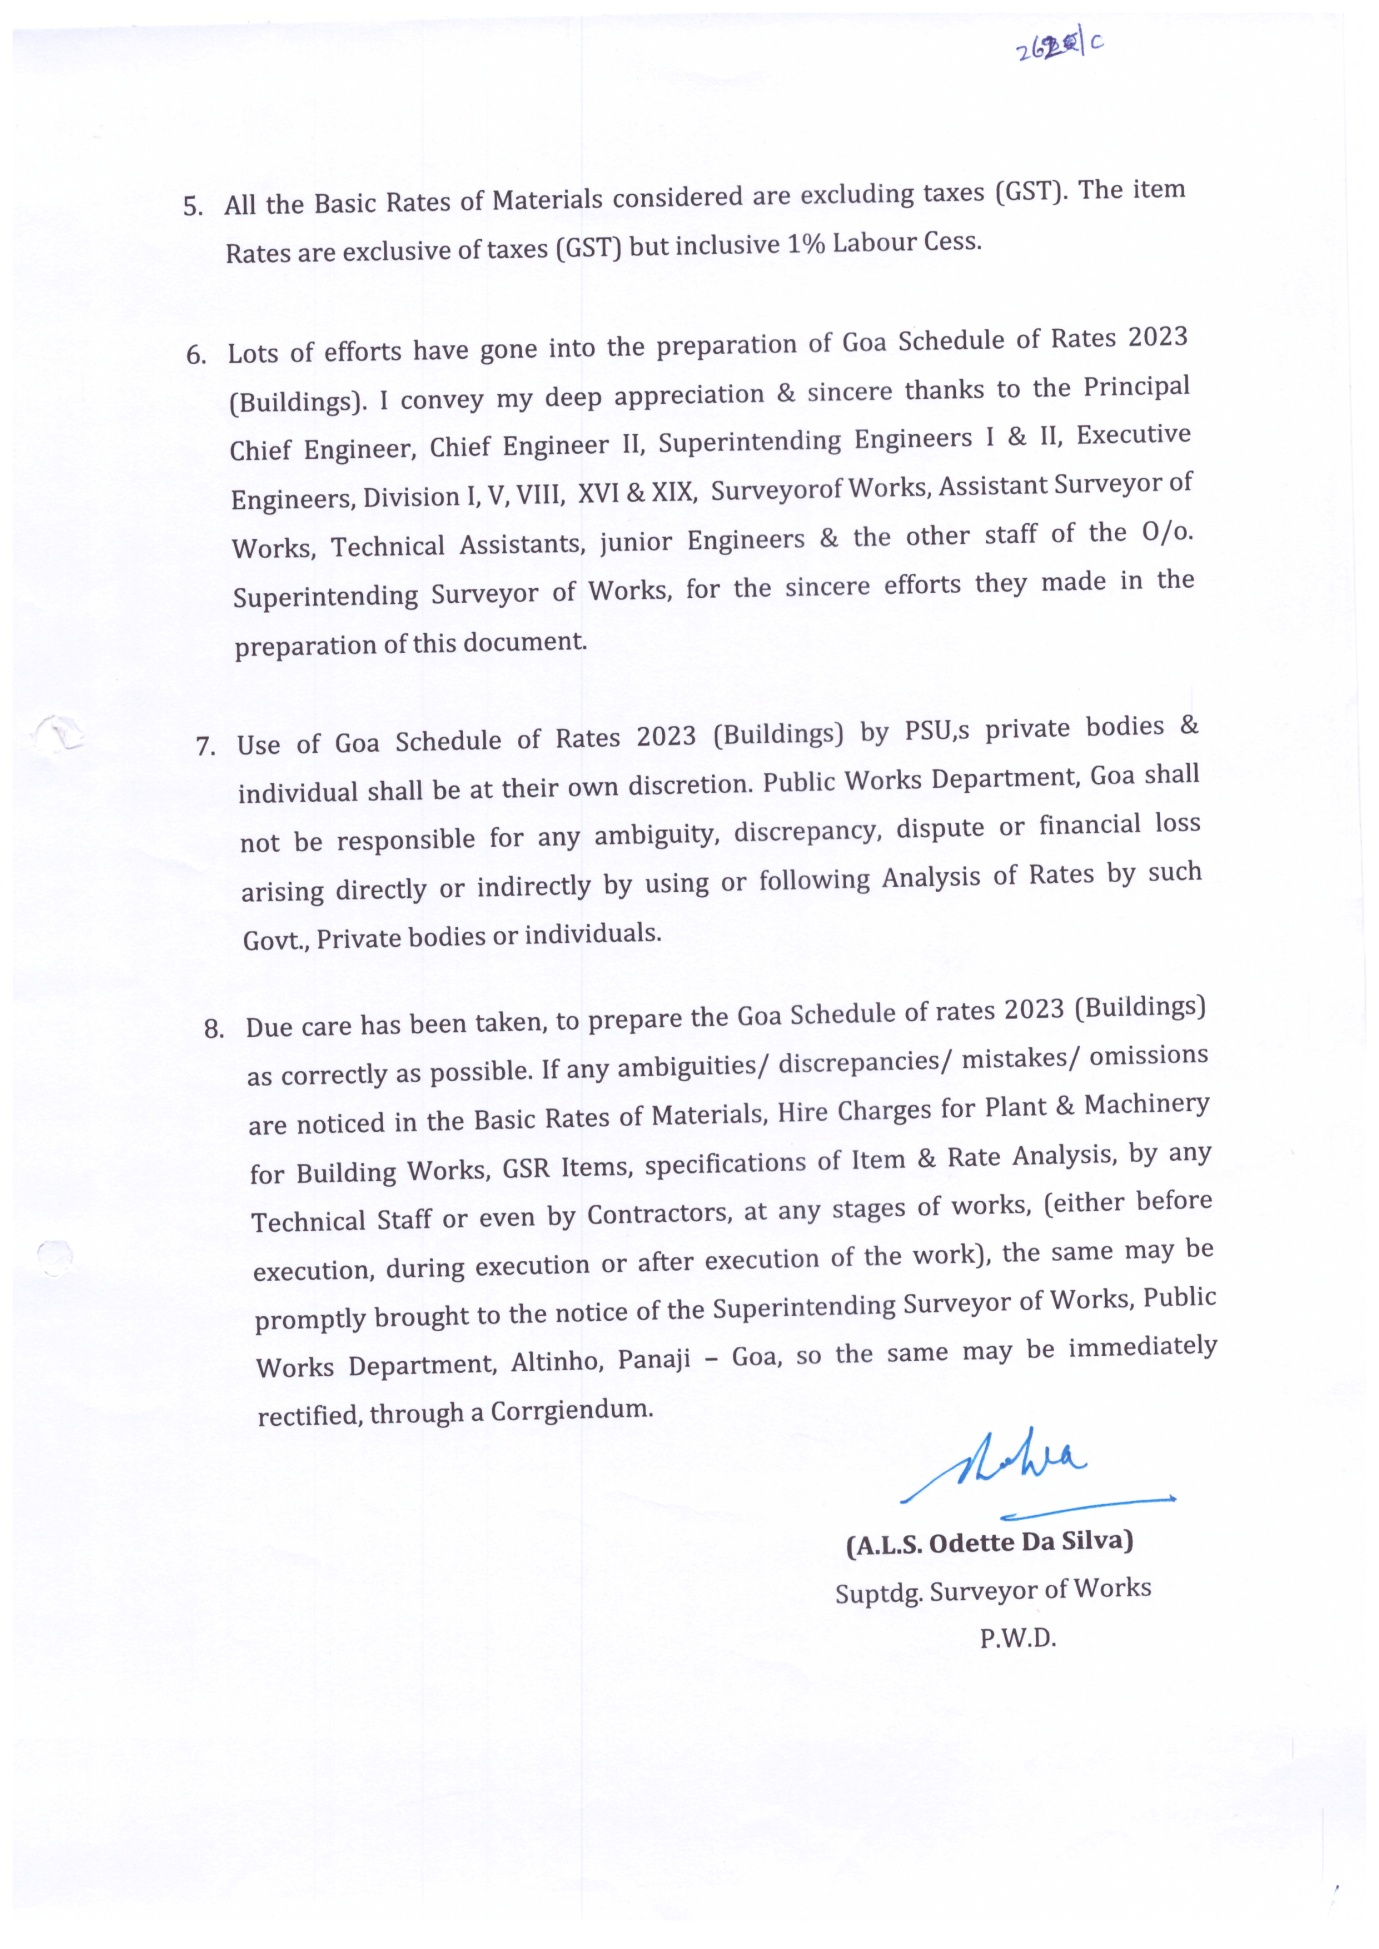 5. All the Basic Rates of Materials considered are excluding taxes (GST). The item
Rates are exclusive of taxes (GST) but inclusive 1% Labour Cess.
6. Lots of efforts have gone into the preparation of Goa Schedule of Rates 2023
(Buildings). I convey my deep appreciation & sincere thanks to the Principal
Chief Engineer, Chief Engineer II, Superintending Engineers I & II, Executive
Engineers, Division I, V, VIII, XVI & XIX, Surveyorof Works, Assistant Surveyor of
Works, Technical Assistants, junior Engineers & the other staff of the O/o.
Superintending Surveyor of Works, for the sincere efforts they made in the
preparation of this document.
7. Use of Goa Schedule of Rates 2023 (Buildings) by PSU,s private bodies &
individual shall be at their own discretion. Public Works Department, Goa shall
not be responsible for any ambiguity, discrepancy, dispute or financial loss
arising directly or indirectly by using or following Analysis of Rates by such
Govt., Private bodies or individuals.
8. Due care has been taken, to prepare the Goa Schedule of rates 2023 (Buildings)
as correctly as possible. If any ambiguities/ discrepancies/ mistakes/ omissions
are noticed in the Basic Rates of Materials, Hire Charges for Plant & Machinery
for Building Works, GSR Items, specifications of Item & Rate Analysis, by any
Technical Staff or even by Contractors, at any stages of works, (either before
execution, during execution or after execution of the work), the same may be
promptly brought to the notice of the Superintending Surveyor of Works, Public
Works Department, Altinho, Panaji – Goa, so the same may be immediately
rectified, through a Corrgiendum.
(A.L.S. Odette Da Silva)
Suptdg. Surveyor of Works
P.W.D.